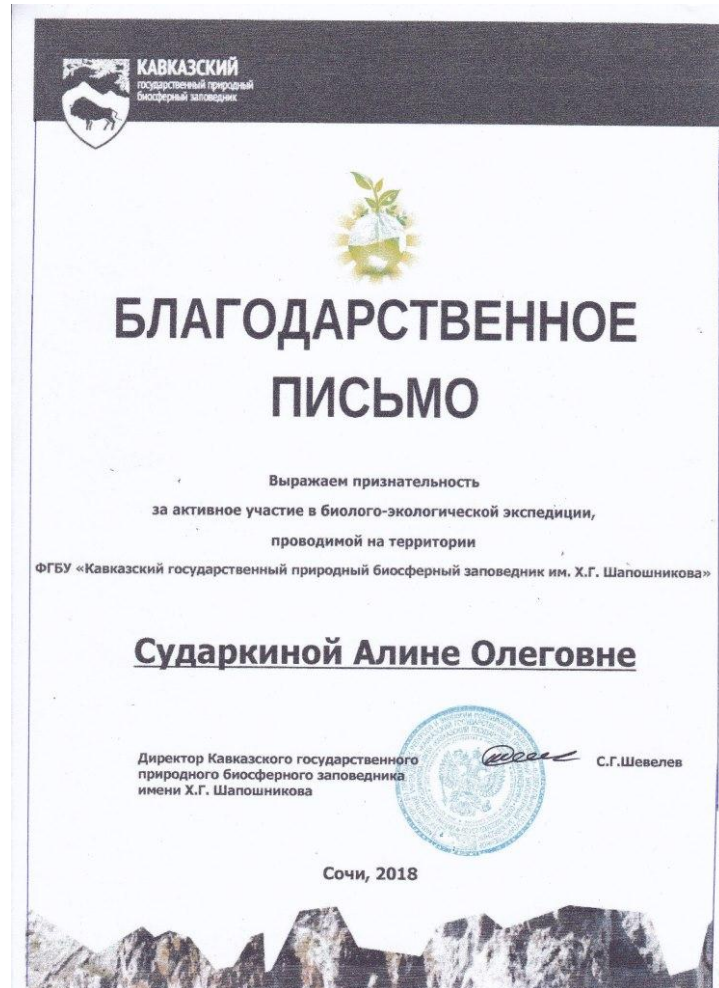 КАВКАЗСКИЙ
государственный природный
биосферный заповедник
БЛАГОДАРСТВЕННОЕ
ПИСЬМО
Выражаем признательность
за активное участие в биолого-экологической экспедиции,
проводимой на территории
ФГБУ «Кавказский государственный природный биосферный заповедник им. Х.Г. Шапошникова»
Сударкиной Алине Олеговне
Директор Кавказского государственного
природного биосферного заповедника
имени Х.Г. Шапошникова
С.Г.Шевелев
Сочи, 2018